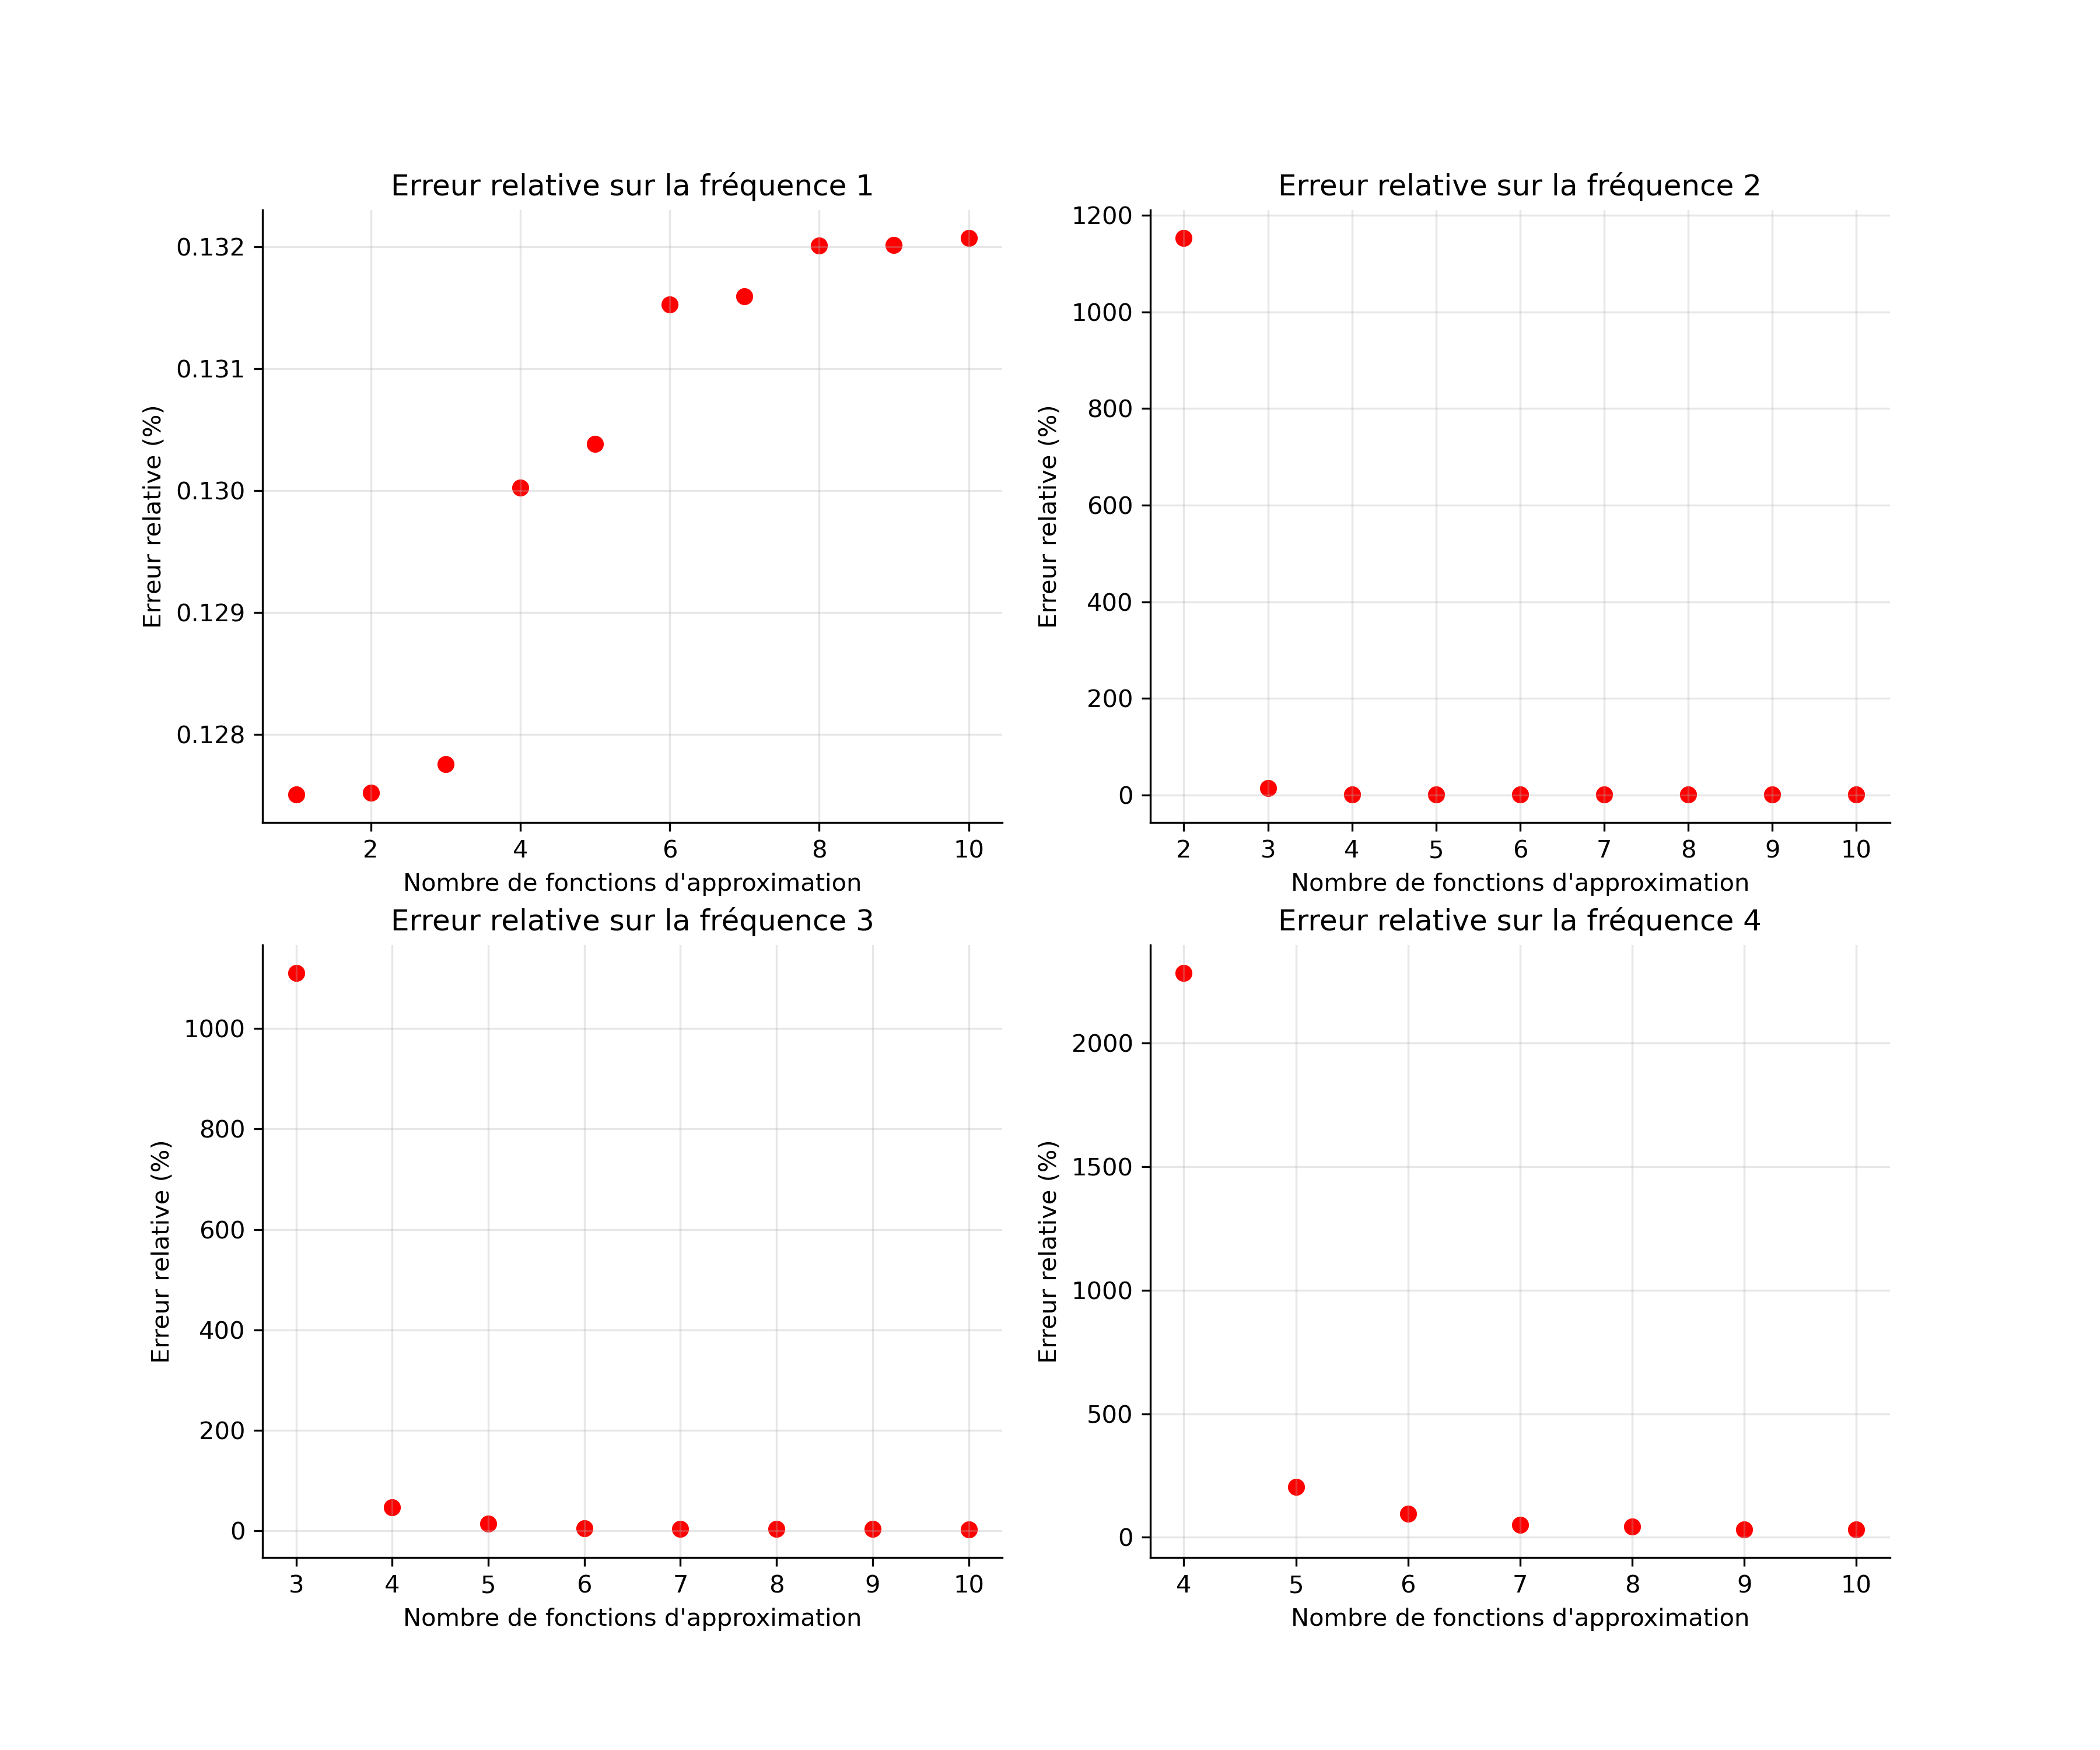 Erreur relative sur la fréquence 1
Erreur relative (%)
0.132
0.131
0.130
0.129
0.128
2 4 6 8 10
Nombre de fonctions d'approximation
Erreur relative sur la fréquence 2
Erreur relative (%)
1200
1000
800
600
400
200
0
2 3 4 5 6 7 8 9 10
Nombre de fonctions d'approximation
Erreur relative sur la fréquence 3
Erreur relative (%)
1000
800
600
400
200
0
3 4 5 6 7 8 9 10
Nombre de fonctions d'approximation
Erreur relative sur la fréquence 4
Erreur relative (%)
2000
1500
1000
500
0
4 5 6 7 8 9 10
Nombre de fonctions d'approximation